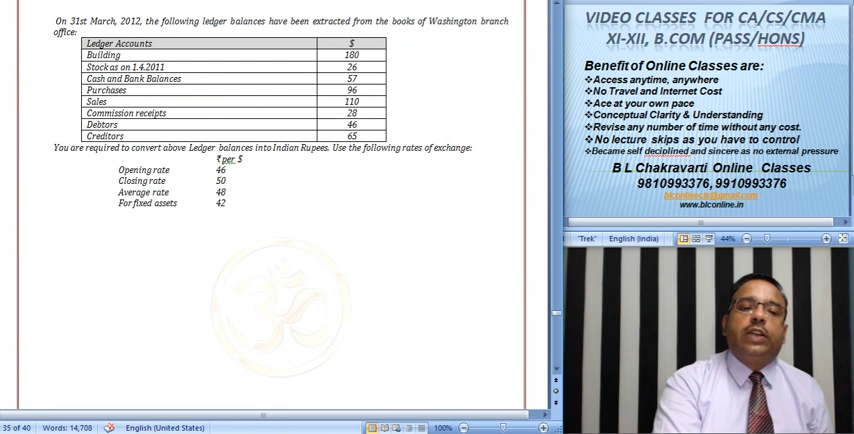 On 31st March, 2012, the following ledger balances have been extracted from the books of Washington branch
office:
Ledger Accounts $
Building 180
Stock as on 1.4.2011 26
Cash and Bank Balances 57
Purchases 96
Sales 110
Commission receipts 28
Debtors 46
Creditors 65
You are required to convert above Ledger balances into Indian Rupees. Use the following rates of exchange:
₹ per $
Opening rate 46
Closing rate 50
Average rate 48
For fixed assets 42
35 of 40 Words: 14,708 English (United States) 100%
VIDEO CLASSES FOR CA/CS/CMA
XI-XII, B.COM (PASS/HONS)
Benefit of Online Classes are:
❖Access anytime, anywhere
❖No Travel and Internet Cost
❖Ace at your own pace
❖Conceptual Clarity & Understanding
❖Revise any number of time without any cost.
❖No lecture skips as you have to control
❖Became self deciplined and sincere as no external pressure
B L Chakravarti Online Classes
9810993376, 9910993376
www.blconline.in
"Trek" English (India) 44%